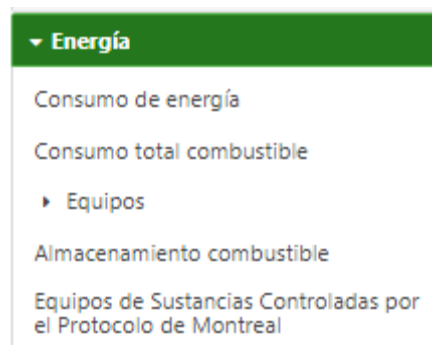 Energía
Consumo de energía
Consumo total combustible
Equipos
Almacenamiento combustible
Equipos de Sustancias Controladas por
el Protocolo de Montreal